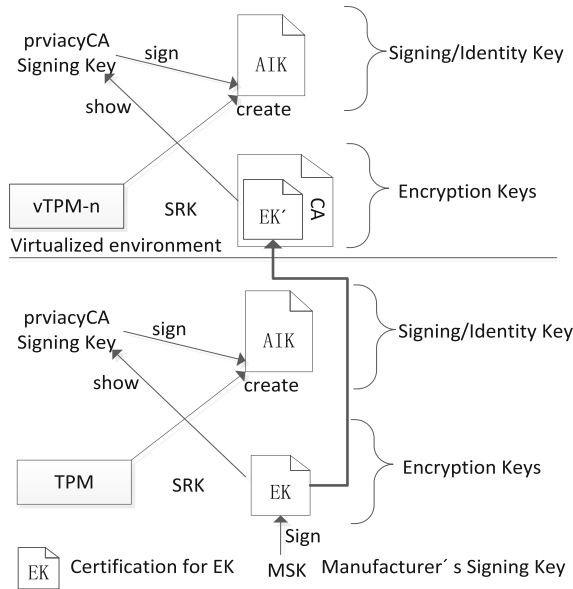 prviacyCA
Signing Key
sign
AIK
Signing/Identity Key
show
create
vTPM-n
SRK
EK´
CA
Encryption Keys
Virtualized environment
prviacyCA
Signing Key
sign
AIK
Signing/Identity Key
show
create
TPM
SRK
EK
Encryption Keys
Sign
EK
Certification for EK
MSK
Manufacturer´ s Signing Key